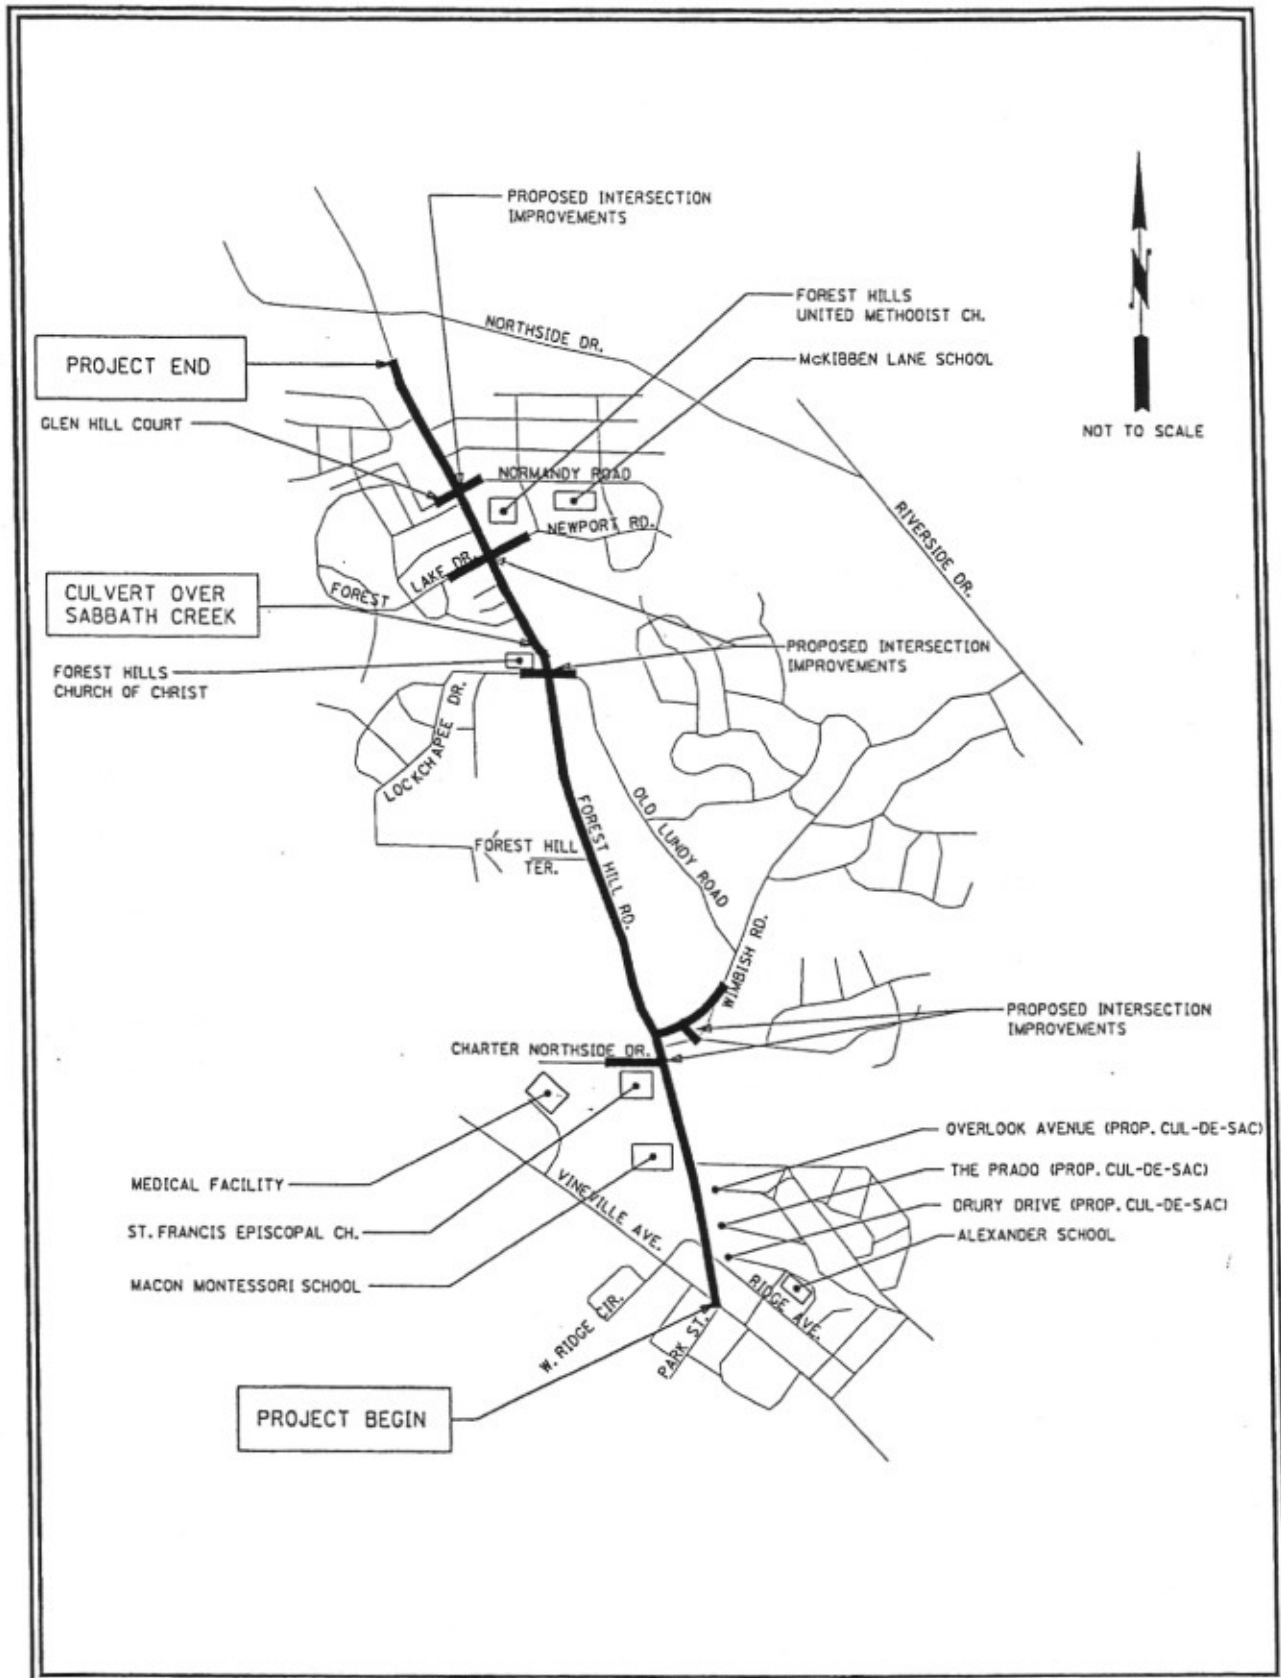 PROPOSED INTERSECTION
IMPROVEMENTS
FOREST HILLS
UNITED METHODIST CH.
NORTHSIDE DR.
N
McKIBBEN LANE SCHOOL
PROJECT END
GLEN HILL COURT
NOT TO SCALE
NORMANDY ROAD
NEWPORT RD.
RIVERSIDE DR.
LAKE DR.
FOREST
CULVERT OVER
SABBATH CREEK
FOREST HILLS
CHURCH OF CHRIST
PROPOSED INTERSECTION
IMPROVEMENTS
LOCKCHAPEE DR.
FOREST HILL
TER.
FOREST HILL RD.
OLD LUNDY ROAD
WIMBISH RD.
PROPOSED INTERSECTION
IMPROVEMENTS
CHARTER NORTHSIDE DR.
OVERLOOK AVENUE (PROP. CUL-DE-SAC)
THE PRADO (PROP. CUL-DE-SAC)
DRURY DRIVE (PROP. CUL-DE-SAC)
ALEXANDER SCHOOL
MEDICAL FACILITY
VINEVILLE AVE.
ST. FRANCIS EPISCOPAL CH.
MACON MONTESSORI SCHOOL
W. RIDGE CIR.
PARK ST.
RIDGE AVE.
PROJECT BEGIN